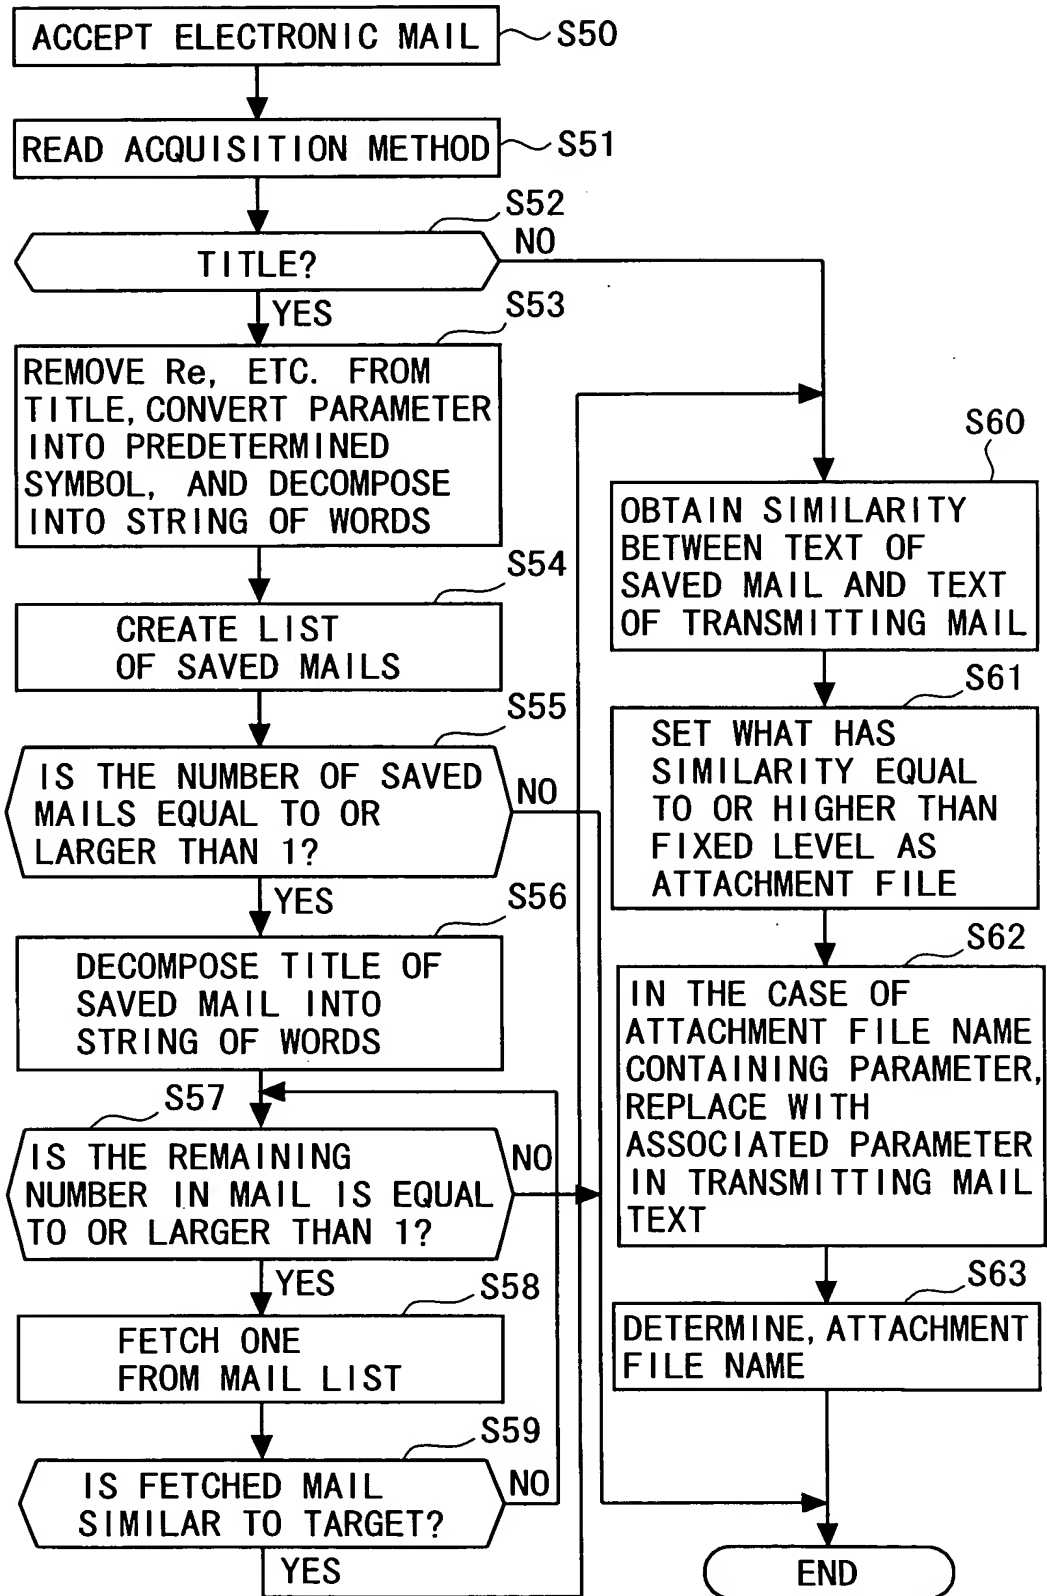 ACCEPT ELECTRONIC MAIL
S50
READ ACQUISITION METHOD
S51
S52
TITLE?
NO
YES
S53
REMOVE Re, ETC. FROM
TITLE, CONVERT PARAMETER
INTO PREDETERMINED
SYMBOL, AND DECOMPOSE
INTO STRING OF WORDS
S54
CREATE LIST
OF SAVED MAILS
S55
IS THE NUMBER OF SAVED
MAILS EQUAL TO OR
LARGER THAN 1?
NO
YES
S56
DECOMPOSE TITLE OF
SAVED MAIL INTO
STRING OF WORDS
S57
IS THE REMAINING
NUMBER IN MAIL IS EQUAL
TO OR LARGER THAN 1?
NO
YES
S58
FETCH ONE
FROM MAIL LIST
S59
IS FETCHED MAIL
SIMILAR TO TARGET?
NO
YES
S60
OBTAIN SIMILARITY
BETWEEN TEXT OF
SAVED MAIL AND TEXT
OF TRANSMITTING MAIL
S61
SET WHAT HAS
SIMILARITY EQUAL
TO OR HIGHER THAN
FIXED LEVEL AS
ATTACHMENT FILE
S62
IN THE CASE OF
ATTACHMENT FILE NAME
CONTAINING PARAMETER,
REPLACE WITH
ASSOCIATED PARAMETER
IN TRANSMITTING MAIL
TEXT
S63
DETERMINE, ATTACHMENT
FILE NAME
END